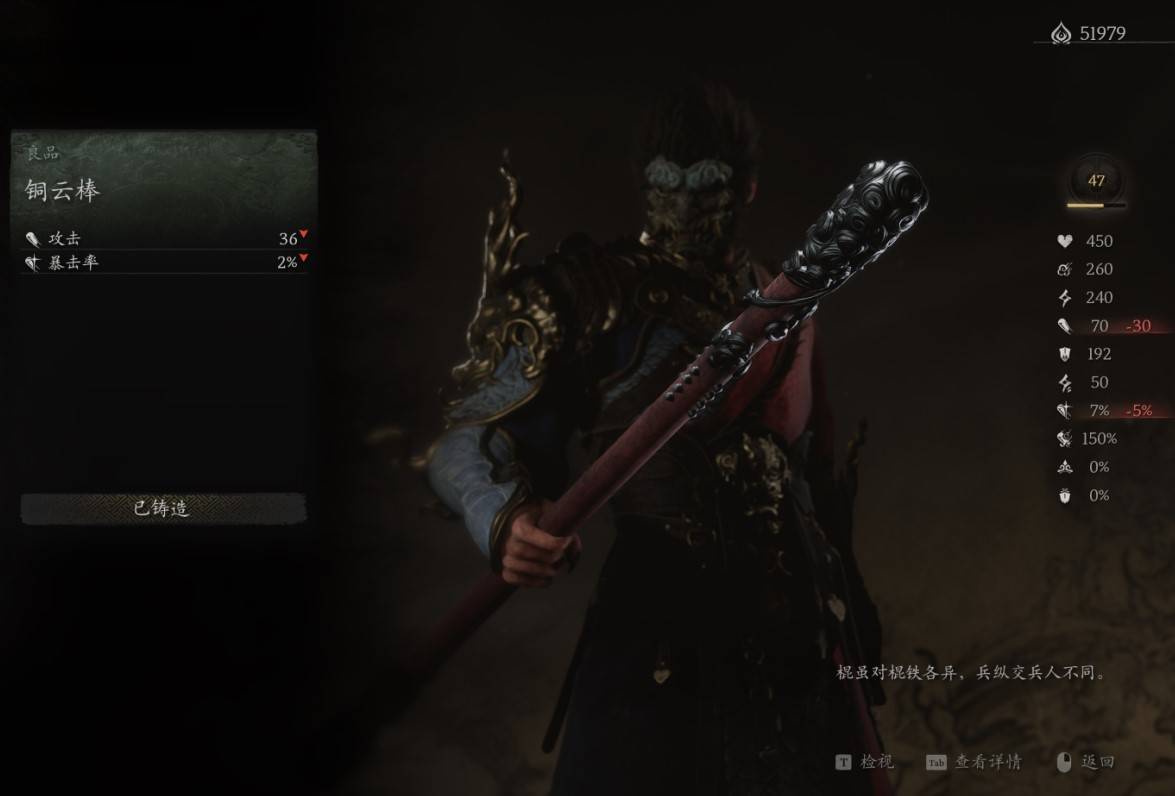 51979
良品
铜云棒
攻击 36
暴击率 2%
已铸造
47
450
260
240
70 -30
192
50
7% -5%
150%
0%
0%
棍虽对棍铁各异，兵纵交兵人不同。
T 检视 Tab 查看详情 返回